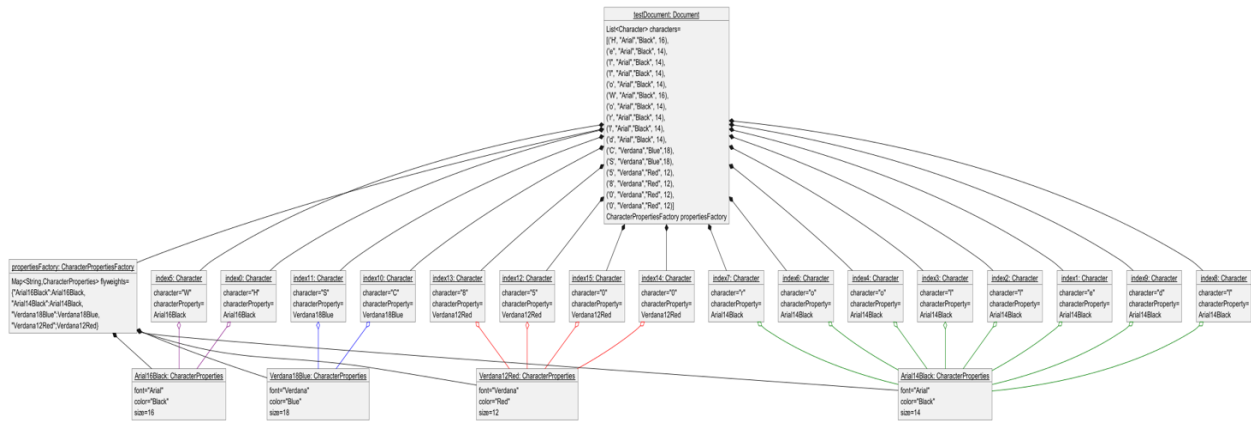 testDocument: Document
List<Character> characters=
[('H', "Arial","Black", 16),
('e", "Arial","Black", 14),
('l", "Arial","Black", 14),
('l', "Arial","Black", 14),
('o', "Arial","Black", 14),
('W', "Arial","Black", 16),
('o', "Arial","Black", 14),
('r', "Arial","Black", 14),
('l', "Arial","Black", 14),
('d', "Arial","Black", 14),
('C', "Verdana","Blue",18),
('S', "Verdana","Blue",18),
('5', "Verdana","Red", 12),
('8', "Verdana","Red", 12),
('0', "Verdana","Red", 12),
('0', "Verdana","Red", 12)]
CharacterPropertiesFactory propertiesFactory
propertiesFactory: CharacterPropertiesFactory
Map<String,CharacterProperties> flyweights=
{"Arial16Black":Arial16Black,
"Arial14Black":Arial14Black,
"Verdana18Blue":Verdana18Blue,
"Verdana12Red":Verdana12Red}
index5: Character
character="W"
characterProperty=
Arial16Black
index0: Character
character="H"
characterProperty=
Arial16Black
index11: Character
character="S"
characterProperty=
Verdana18Blue
index10: Character
character="C"
characterProperty=
Verdana18Blue
index13: Character
character="8"
characterProperty=
Verdana12Red
index12: Character
character="5"
characterProperty=
Verdana12Red
index15: Character
character="0"
characterProperty=
Verdana12Red
index14: Character
character="0"
characterProperty=
Verdana12Red
index7: Character
character="r"
characterProperty=
Arial14Black
index6: Character
character="o"
characterProperty=
Arial14Black
index4: Character
character="o"
characterProperty=
Arial14Black
index3: Character
character="l"
characterProperty=
Arial14Black
index2: Character
character="l"
characterProperty=
Arial14Black
index1: Character
character="e"
characterProperty=
Arial14Black
index9: Character
character="d"
characterProperty=
Arial14Black
index8: Character
character="l"
characterProperty=
Arial14Black
Arial16Black: CharacterProperties
font="Arial"
color="Black"
size=16
Verdana18Blue: CharacterProperties
font="Verdana"
color="Blue"
size=18
Verdana12Red: CharacterProperties
font="Verdana"
color="Red"
size=12
Arial14Black: CharacterProperties
font="Arial"
color="Black"
size=14